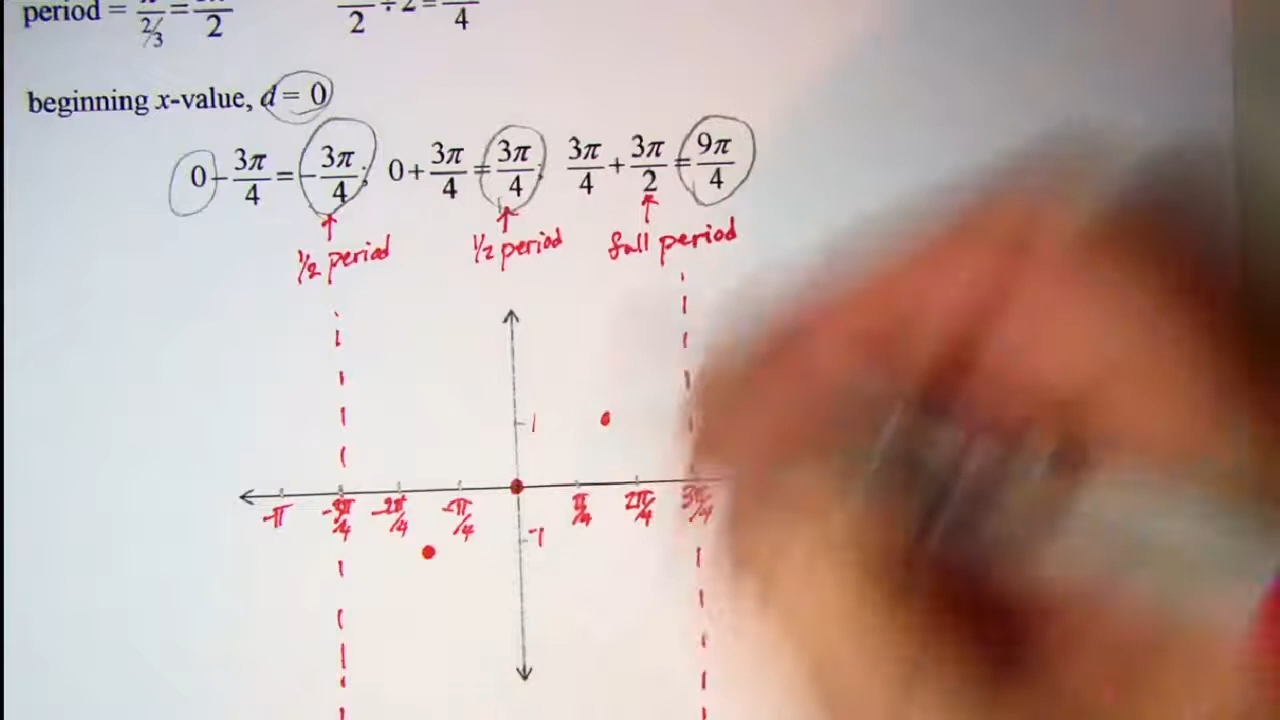 period = π/(2/3) = 3π/2 3π/2 ÷ 2 = 3π/4
beginning x-value, d = 0
0 − 3π/4 = −3π/4; 0 + 3π/4 = 3π/4; 3π/4 + 3π/2 = 9π/4
1/2 period 1/2 period full period
1
-π -3π/4 -2π/4 -π/4 π/4 2π/4 3π/4
-1